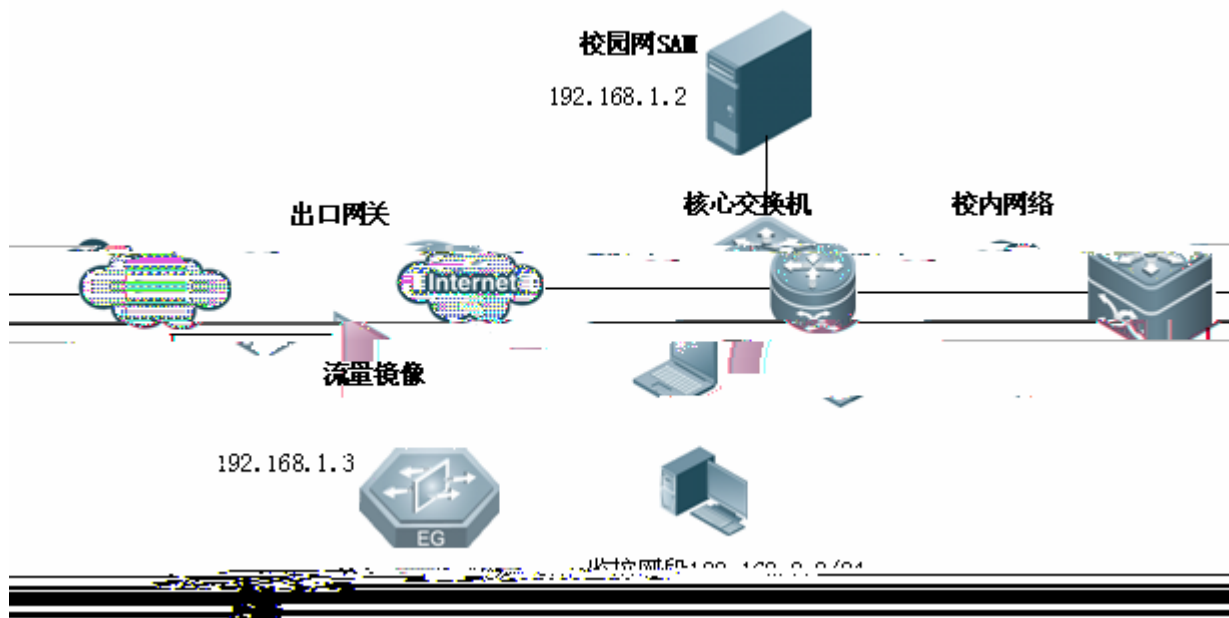 校园网SAM
192.168.1.2
出口网关
核心交换机
校内网络
Internet
流量镜像
192.168.1.3
EG